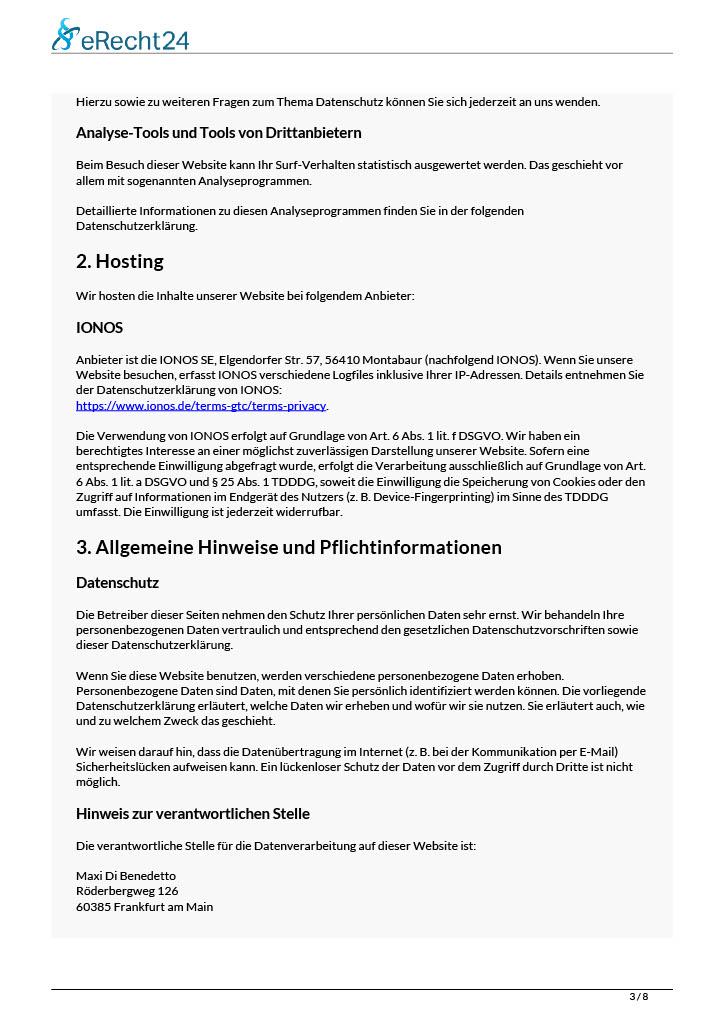 eRecht24
Hierzu sowie zu weiteren Fragen zum Thema Datenschutz können Sie sich jederzeit an uns wenden.
Analyse-Tools und Tools von Drittanbietern
Beim Besuch dieser Website kann Ihr Surf-Verhalten statistisch ausgewertet werden. Das geschieht vor
allem mit sogenannten Analyseprogrammen.
Detaillierte Informationen zu diesen Analyseprogrammen finden Sie in der folgenden
Datenschutzerklärung.
2. Hosting
Wir hosten die Inhalte unserer Website bei folgendem Anbieter:
IONOS
Anbieter ist die IONOS SE, Elgendorfer Str. 57, 56410 Montabaur (nachfolgend IONOS). Wenn Sie unsere
Website besuchen, erfasst IONOS verschiedene Logfiles inklusive Ihrer IP-Adressen. Details entnehmen Sie
der Datenschutzerklärung von IONOS:
https://www.ionos.de/terms-gtc/terms-privacy.
Die Verwendung von IONOS erfolgt auf Grundlage von Art. 6 Abs. 1 lit. f DSGVO. Wir haben ein
berechtigtes Interesse an einer möglichst zuverlässigen Darstellung unserer Website. Sofern eine
entsprechende Einwilligung abgefragt wurde, erfolgt die Verarbeitung ausschließlich auf Grundlage von Art.
6 Abs. 1 lit. a DSGVO und § 25 Abs. 1 TDDDG, soweit die Einwilligung die Speicherung von Cookies oder den
Zugriff auf Informationen im Endgerät des Nutzers (z. B. Device-Fingerprinting) im Sinne des TDDDG
umfasst. Die Einwilligung ist jederzeit widerrufbar.
3. Allgemeine Hinweise und Pflichtinformationen
Datenschutz
Die Betreiber dieser Seiten nehmen den Schutz Ihrer persönlichen Daten sehr ernst. Wir behandeln Ihre
personenbezogenen Daten vertraulich und entsprechend den gesetzlichen Datenschutzvorschriften sowie
dieser Datenschutzerklärung.
Wenn Sie diese Website benutzen, werden verschiedene personenbezogene Daten erhoben.
Personenbezogene Daten sind Daten, mit denen Sie persönlich identifiziert werden können. Die vorliegende
Datenschutzerklärung erläutert, welche Daten wir erheben und wofür wir sie nutzen. Sie erläutert auch, wie
und zu welchem Zweck das geschieht.
Wir weisen darauf hin, dass die Datenübertragung im Internet (z. B. bei der Kommunikation per E-Mail)
Sicherheitslücken aufweisen kann. Ein lückenloser Schutz der Daten vor dem Zugriff durch Dritte ist nicht
möglich.
Hinweis zur verantwortlichen Stelle
Die verantwortliche Stelle für die Datenverarbeitung auf dieser Website ist:
Maxi Di Benedetto
Röderbergweg 126
60385 Frankfurt am Main
3 / 8